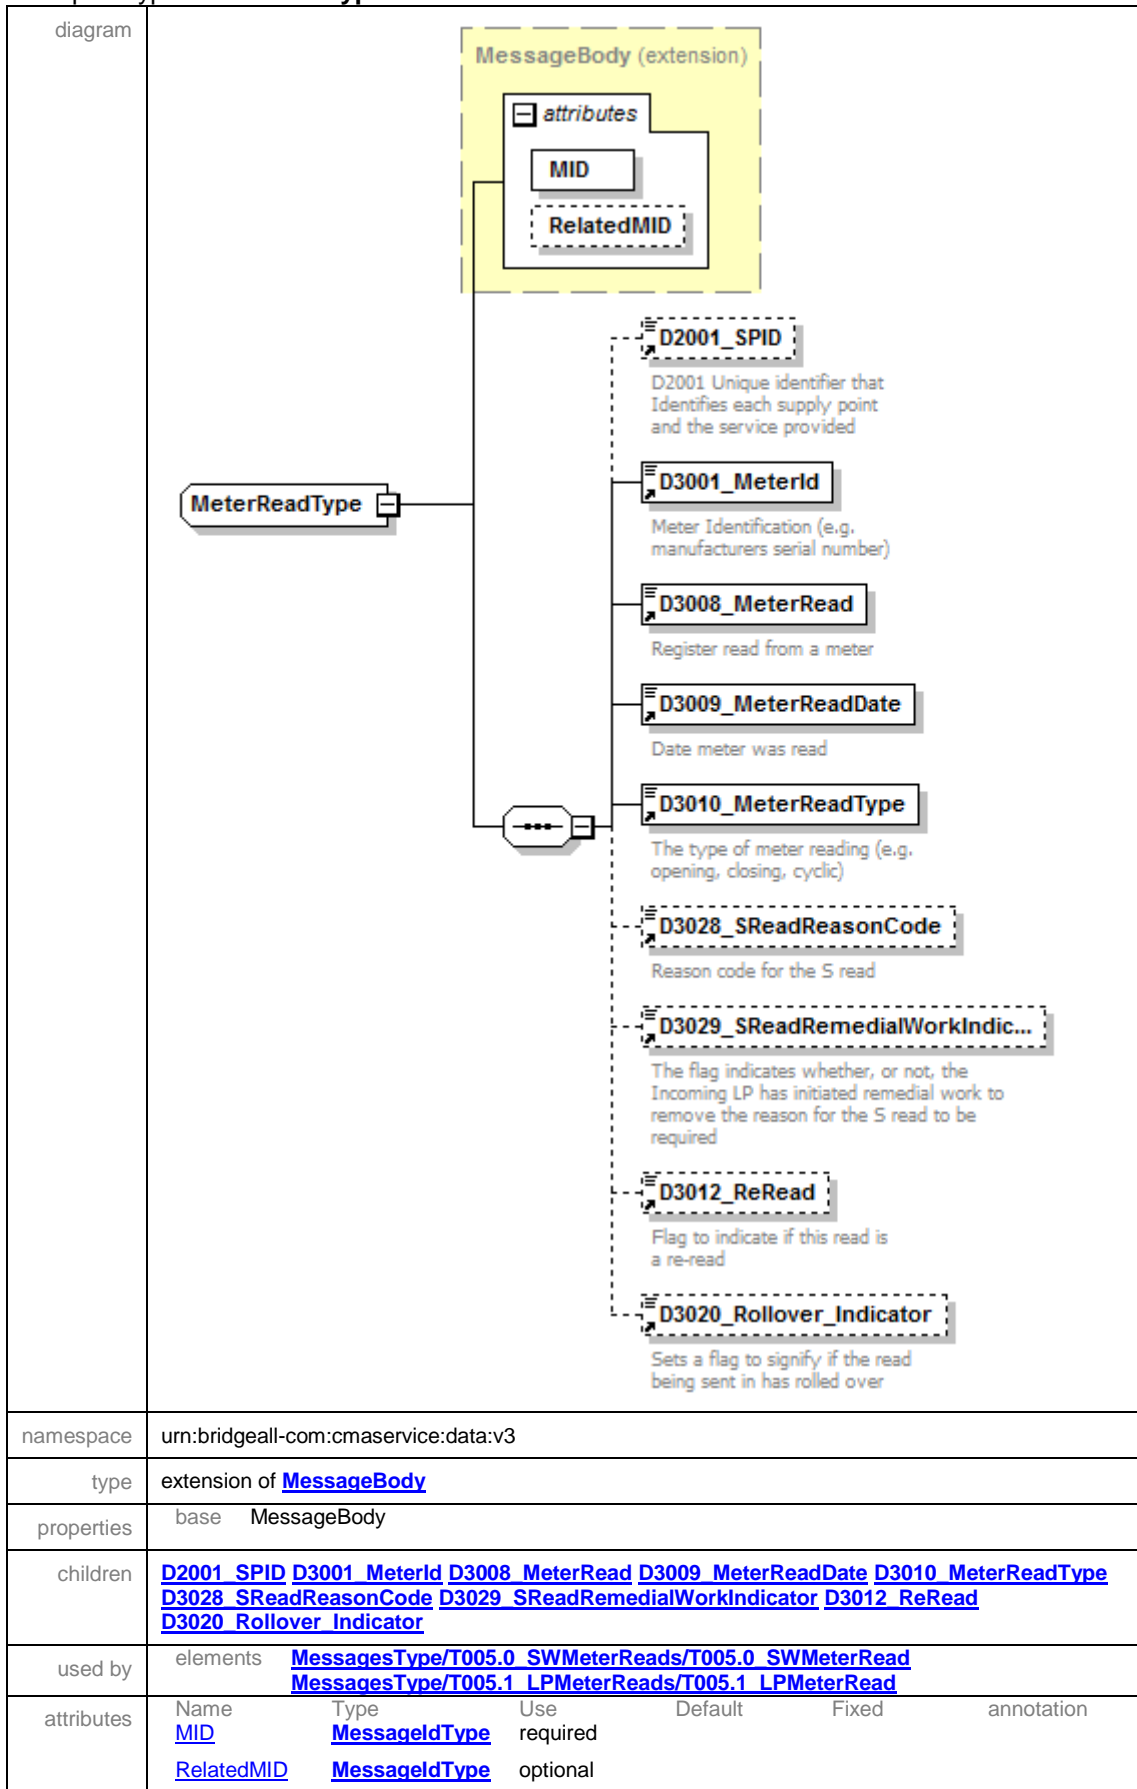 diagram
MessageBody (extension)
attributes
MID
RelatedMID
D2001_SPID
D2001 Unique identifier that
Identifies each supply point
and the service provided
MeterReadType
D3001_MeterId
Meter Identification (e.g.
manufacturers serial number)
D3008_MeterRead
Register read from a meter
D3009_MeterReadDate
Date meter was read
D3010_MeterReadType
The type of meter reading (e.g.
opening, closing, cyclic)
D3028_SReadReasonCode
Reason code for the S read
D3029_SReadRemedialWorkIndic...
The flag indicates whether, or not, the
Incoming LP has initiated remedial work to
remove the reason for the S read to be
required
D3012_ReRead
Flag to indicate if this read is
a re-read
D3020_Rollover_Indicator
Sets a flag to signify if the read
being sent in has rolled over
namespace urn:bridgeall-com:cmaservice:data:v3
type extension of MessageBody
properties base MessageBody
children D2001_SPID D3001_MeterId D3008_MeterRead D3009_MeterReadDate D3010_MeterReadType
D3028_SReadReasonCode D3029_SReadRemedialWorkIndicator D3012_ReRead
D3020_Rollover_Indicator
used by elements MessagesType/T005.0_SWMeterReads/T005.0_SWMeterRead
MessagesType/T005.1_LPMeterReads/T005.1_LPMeterRead
attributes Name Type Use Default Fixed annotation
MID MessageIdType required
RelatedMID MessageIdType optional